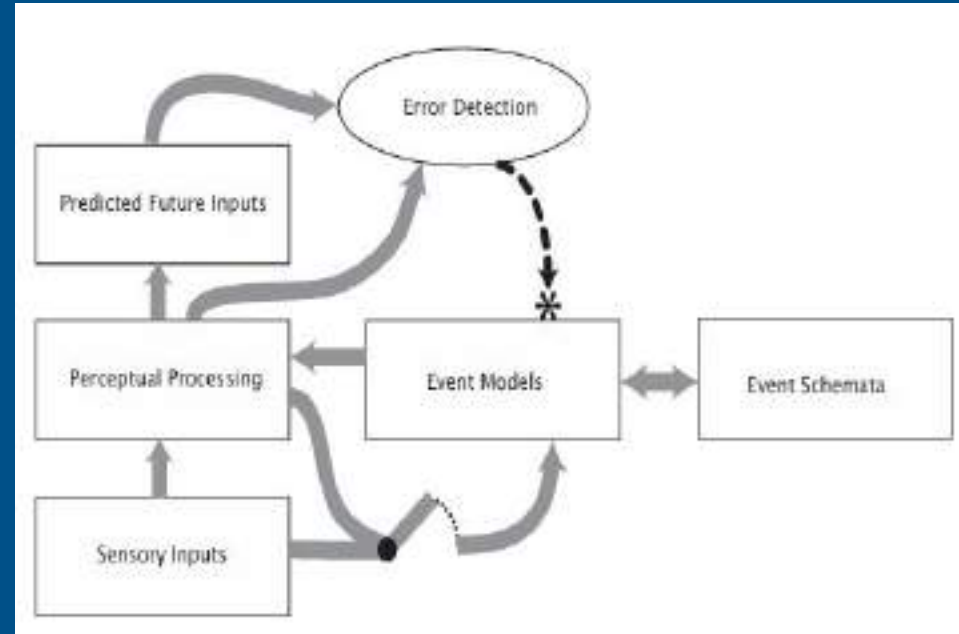 Error Detection
Predicted Future Inputs
Perceptual Processing
Event Models
Event Schemata
Sensory Inputs